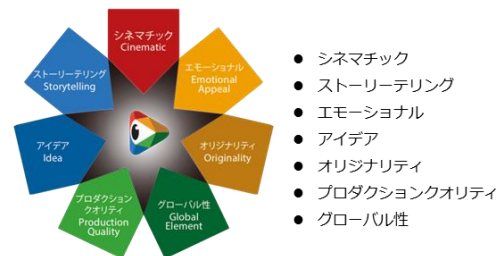 シネマチック
Cinematic
エモーショナル
Emotional
Appeal
オリジナリティ
Originality
グローバル性
Global
Element
プロダクション
クオリティ
Production
Quality
アイデア
Idea
ストーリーテリング
Storytelling
● シネマチック
● ストーリーテリング
● エモーショナル
● アイデア
● オリジナリティ
● プロダクションクオリティ
● グローバル性